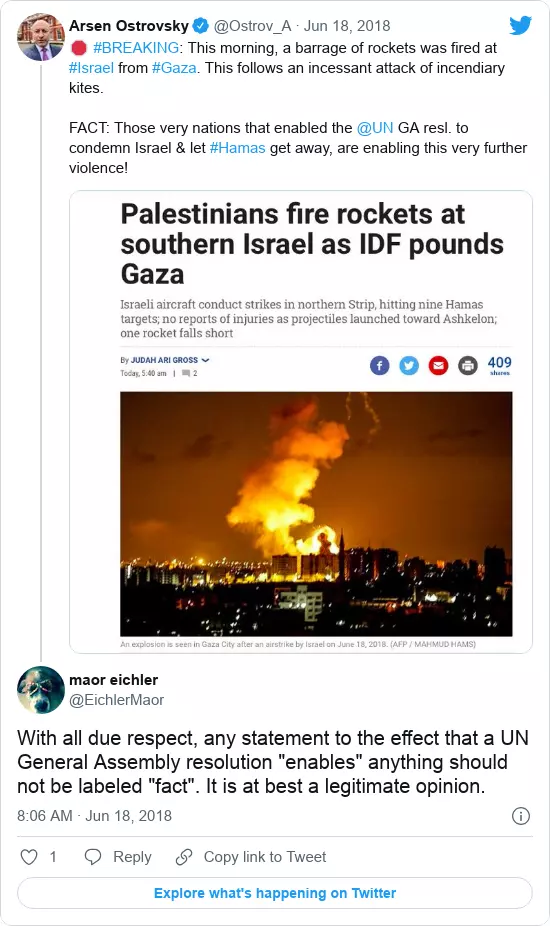 Arsen Ostrovsky @Ostrov_A · Jun 18, 2018
#BREAKING: This morning, a barrage of rockets was fired at
#Israel from #Gaza. This follows an incessant attack of incendiary
kites.
FACT: Those very nations that enabled the @UN GA resl. to
condemn Israel & let #Hamas get away, are enabling this very further
violence!
Palestinians fire rockets at
southern Israel as IDF pounds
Gaza
Israeli aircraft conduct strikes in northern Strip, hitting nine Hamas
targets; no reports of injuries as projectiles launched toward Ashkelon;
one rocket falls short
By JUDAH ARI GROSS
Today, 5:40 am | 2
409
shares
An explosion is seen in Gaza City after an airstrike by Israel on June 18, 2018. (AFP / MAHMUD HAMS)
maor eichler
@EichlerMaor
With all due respect, any statement to the effect that a UN
General Assembly resolution "enables" anything should
not be labeled "fact". It is at best a legitimate opinion.
8:06 AM · Jun 18, 2018
1 Reply Copy link to Tweet
Explore what's happening on Twitter